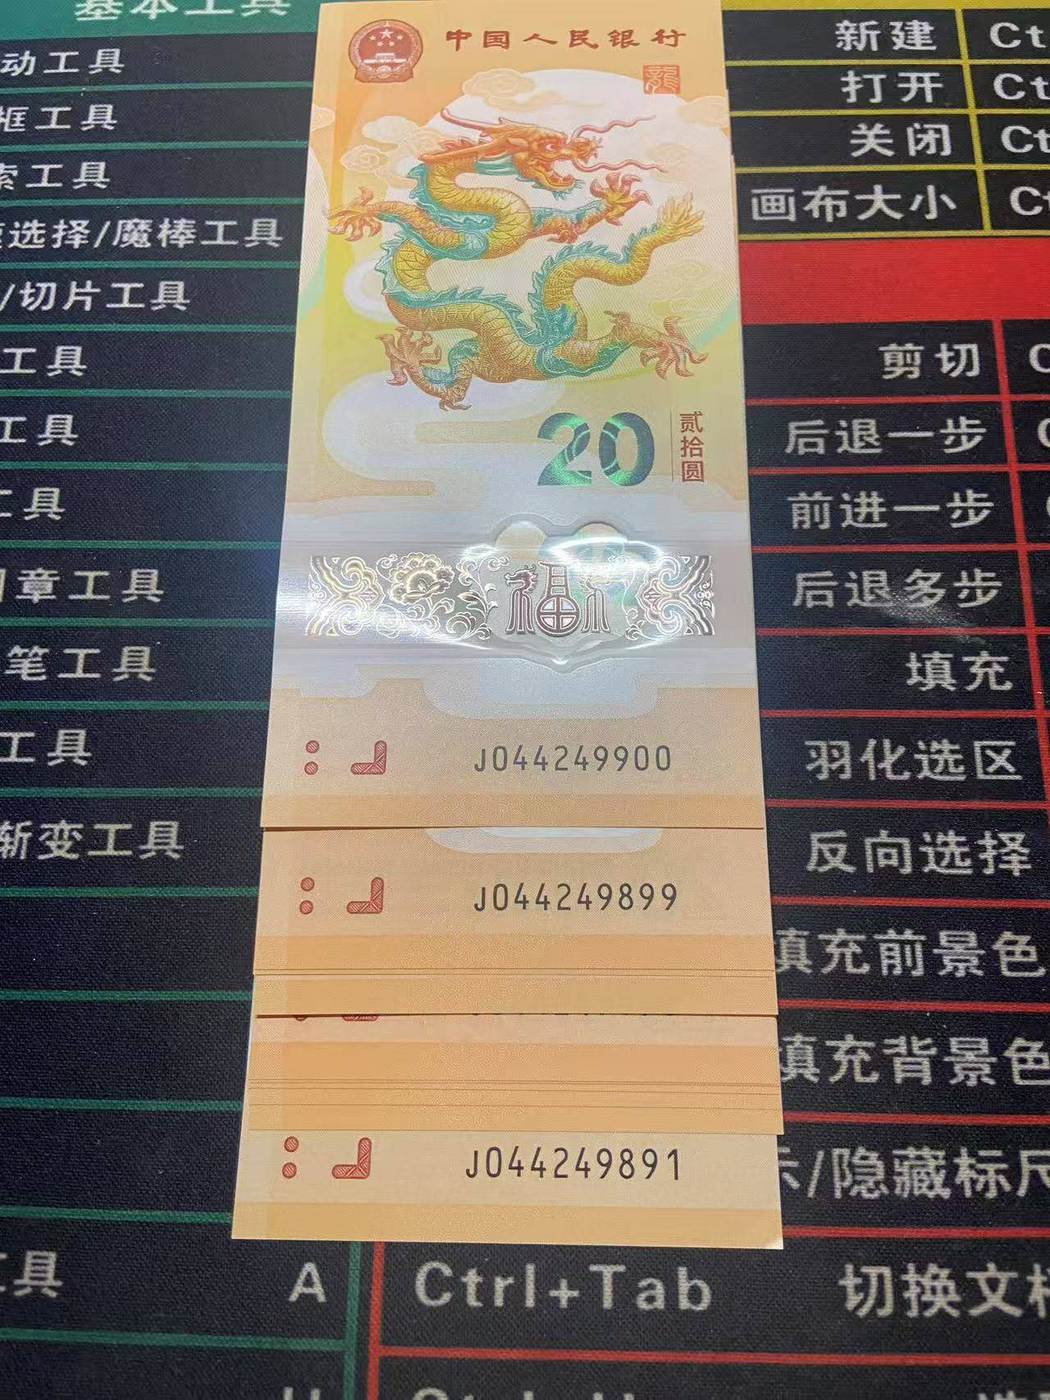 基本工具
动工具
框工具
索工具
选择/魔棒工具
/切片工具
工具
工具
工具
章工具
笔工具
工具
渐变工具
工具 A
中国人民银行
龍
20
贰拾圆
福
J044249900
J044249899
J044249891
新建 Ct
打开 Ct
关闭 Ct
画布大小 Ct
剪切 C
后退一步
前进一步
后退多步
填充
羽化选区
反向选择
填充前景色
填充背景色
/隐藏标尺
Ctrl+Tab 切换文档